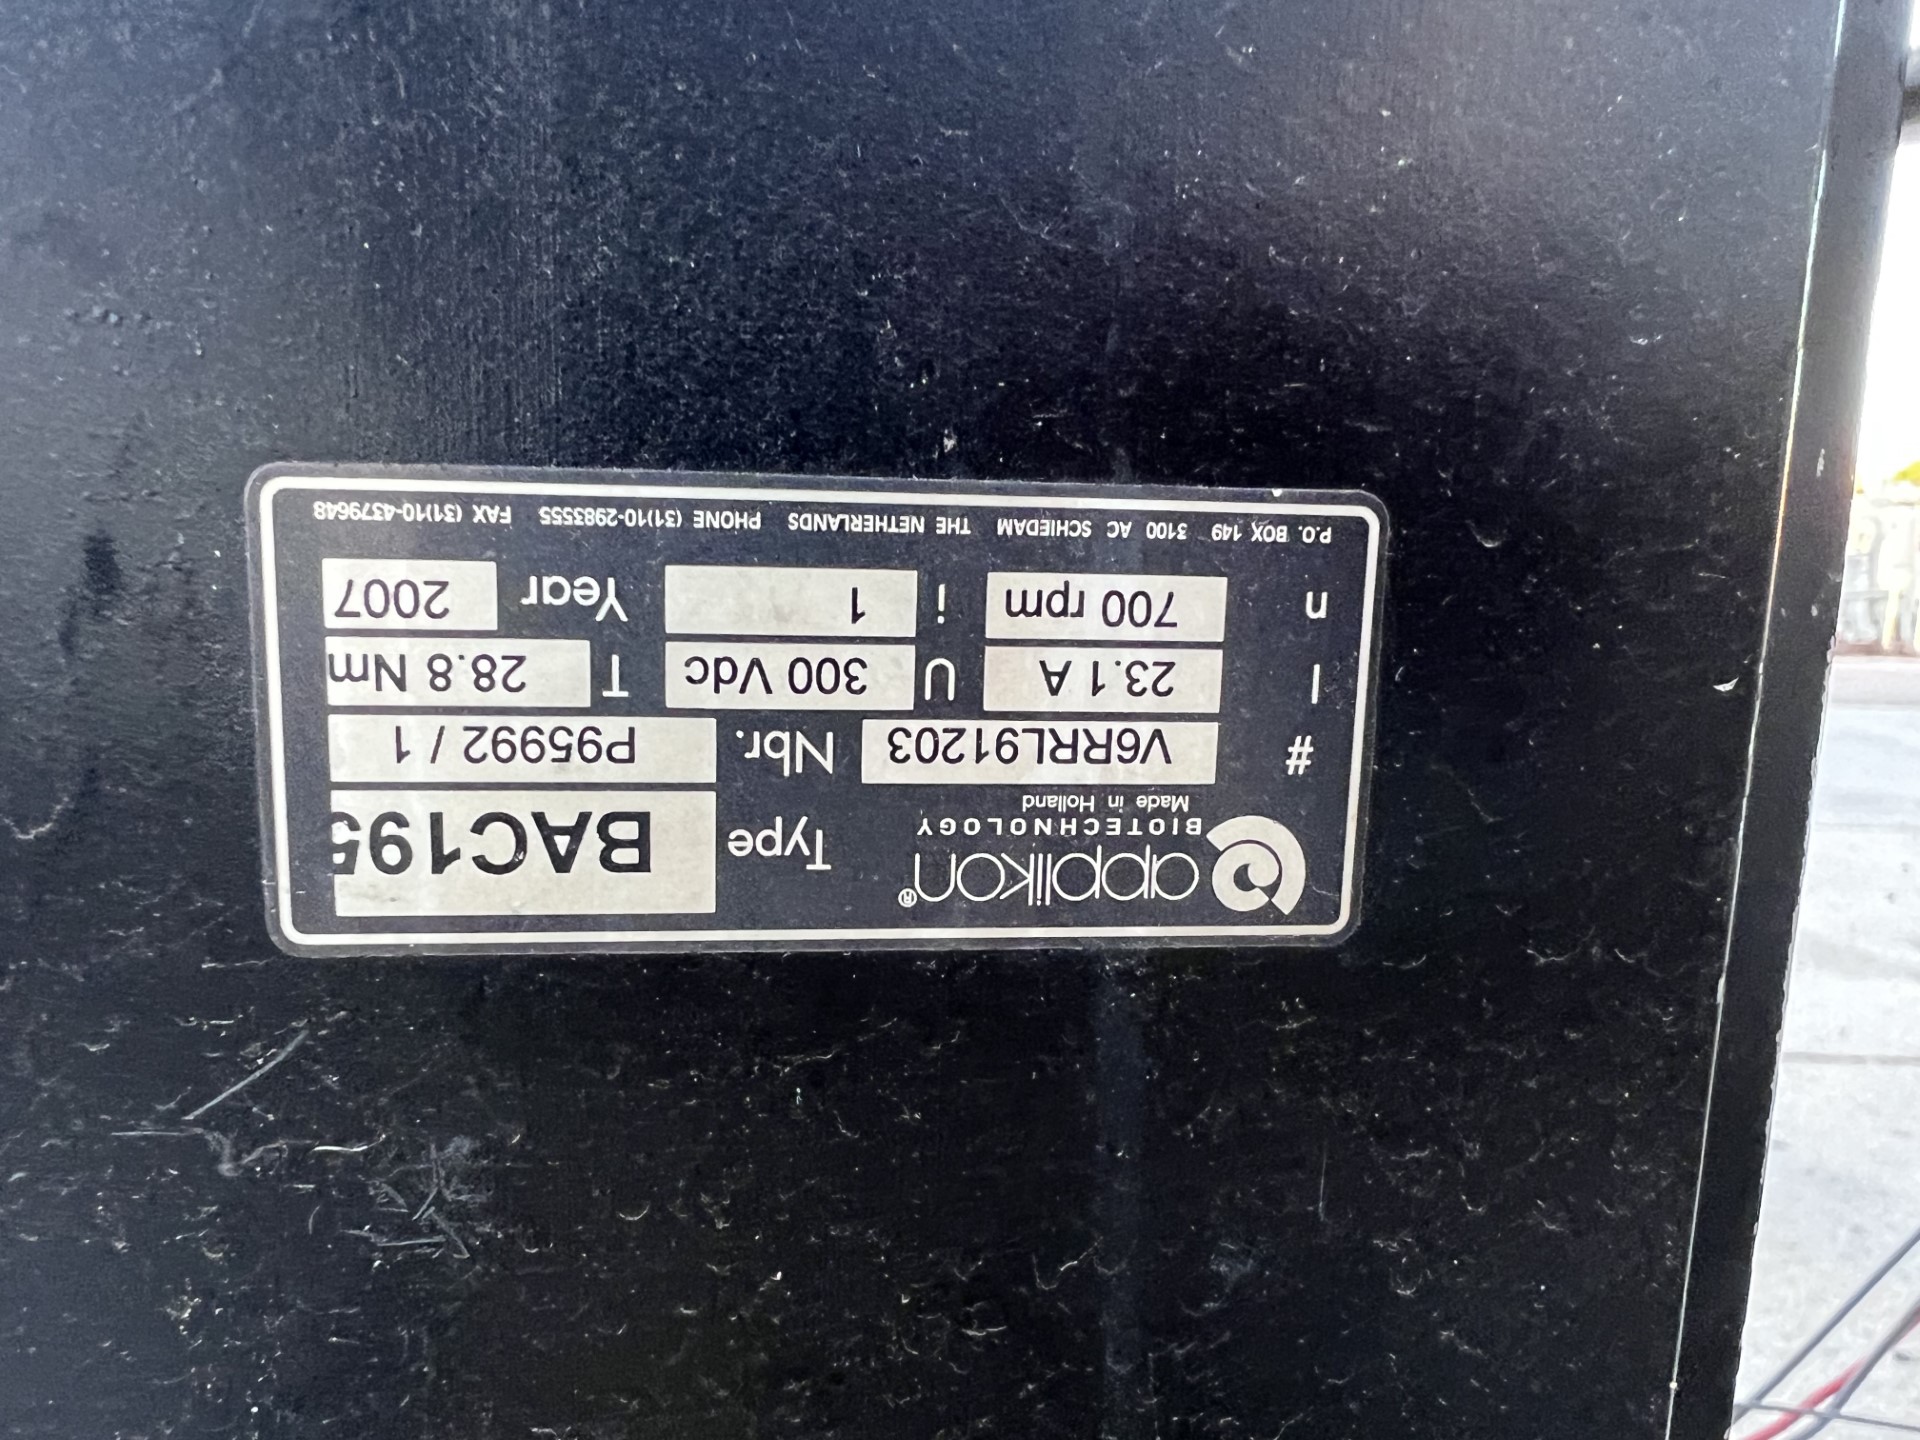 applikon®
BIOTECHNOLOGY
Made in Holland
Type BAC195
# V6RRL91203 Nbr. P95992 / 1
I 23.1 A U 300 Vdc T 28.8 Nm
n 700 rpm i 1 Year 2007
P.O. BOX 149 3100 AC SCHIEDAM THE NETHERLANDS PHONE (31)10-2983555 FAX (31)10-4379648